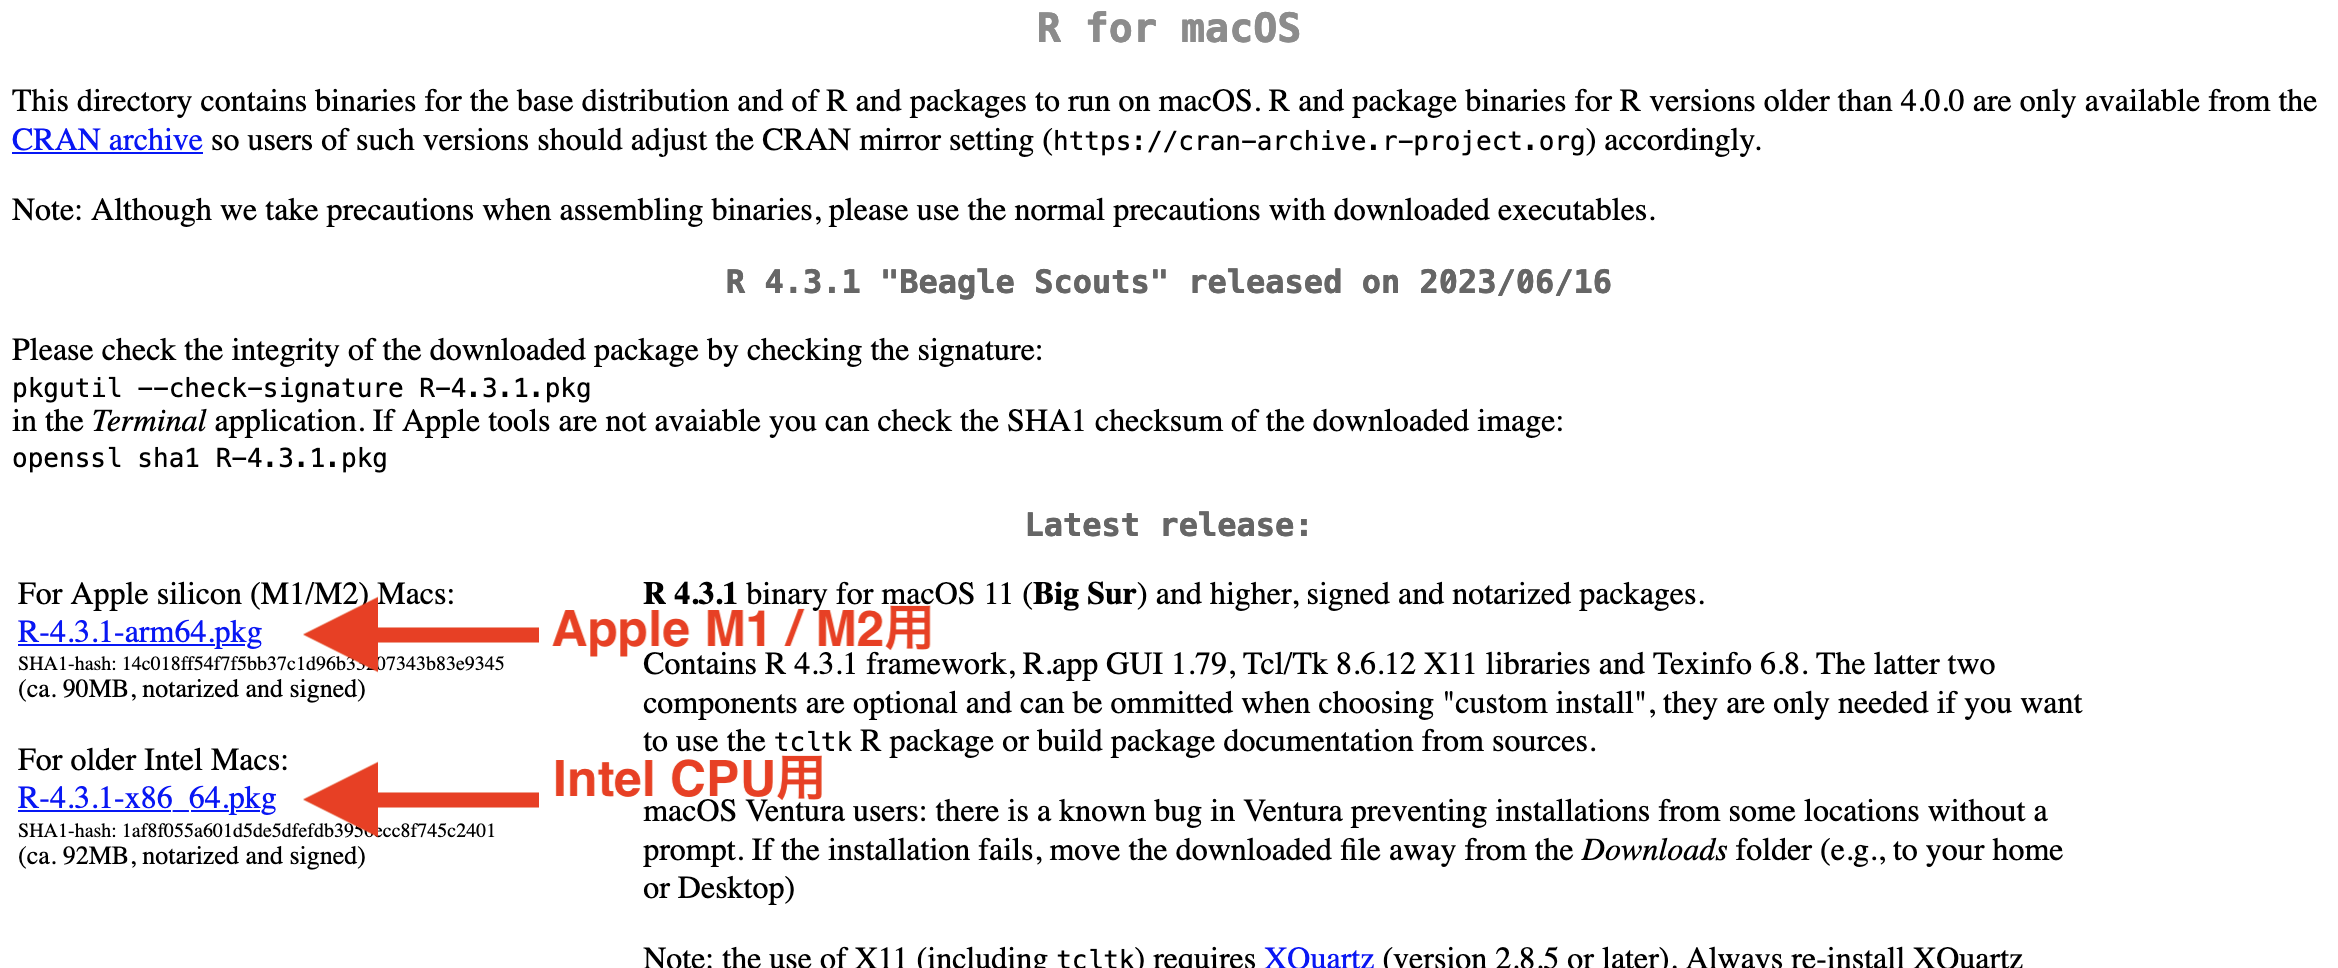 R for macOS
This directory contains binaries for the base distribution and of R and packages to run on macOS. R and package binaries for R versions older than 4.0.0 are only available from the
CRAN archive so users of such versions should adjust the CRAN mirror setting (https://cran-archive.r-project.org) accordingly.
Note: Although we take precautions when assembling binaries, please use the normal precautions with downloaded executables.
R 4.3.1 "Beagle Scouts" released on 2023/06/16
Please check the integrity of the downloaded package by checking the signature:
pkgutil --check-signature R-4.3.1.pkg
in the Terminal application. If Apple tools are not avaiable you can check the SHA1 checksum of the downloaded image:
openssl sha1 R-4.3.1.pkg
Latest release:
For Apple silicon (M1/M2) Macs:
R-4.3.1-arm64.pkg
SHA1-hash:
(ca. 90MB, notarized and signed)
For older Intel Macs:
R-4.3.1-x86_64.pkg
SHA1-hash:
(ca. 92MB, notarized and signed)
Apple M1 / M2用
Intel CPU用
R 4.3.1 binary for macOS 11 (Big Sur) and higher, signed and notarized packages.
Contains R 4.3.1 framework, R.app GUI 1.79, Tcl/Tk 8.6.12 X11 libraries and Texinfo 6.8. The latter two
components are optional and can be ommitted when choosing "custom install", they are only needed if you want
to use the tcltk R package or build package documentation from sources.
macOS Ventura users: there is a known bug in Ventura preventing installations from some locations without a
prompt. If the installation fails, move the downloaded file away from the Downloads folder (e.g., to your home
or Desktop)
Note: the use of X11 (including tcltk) requires XQuartz (version 2.8.5 or later). Always re-install XQuartz